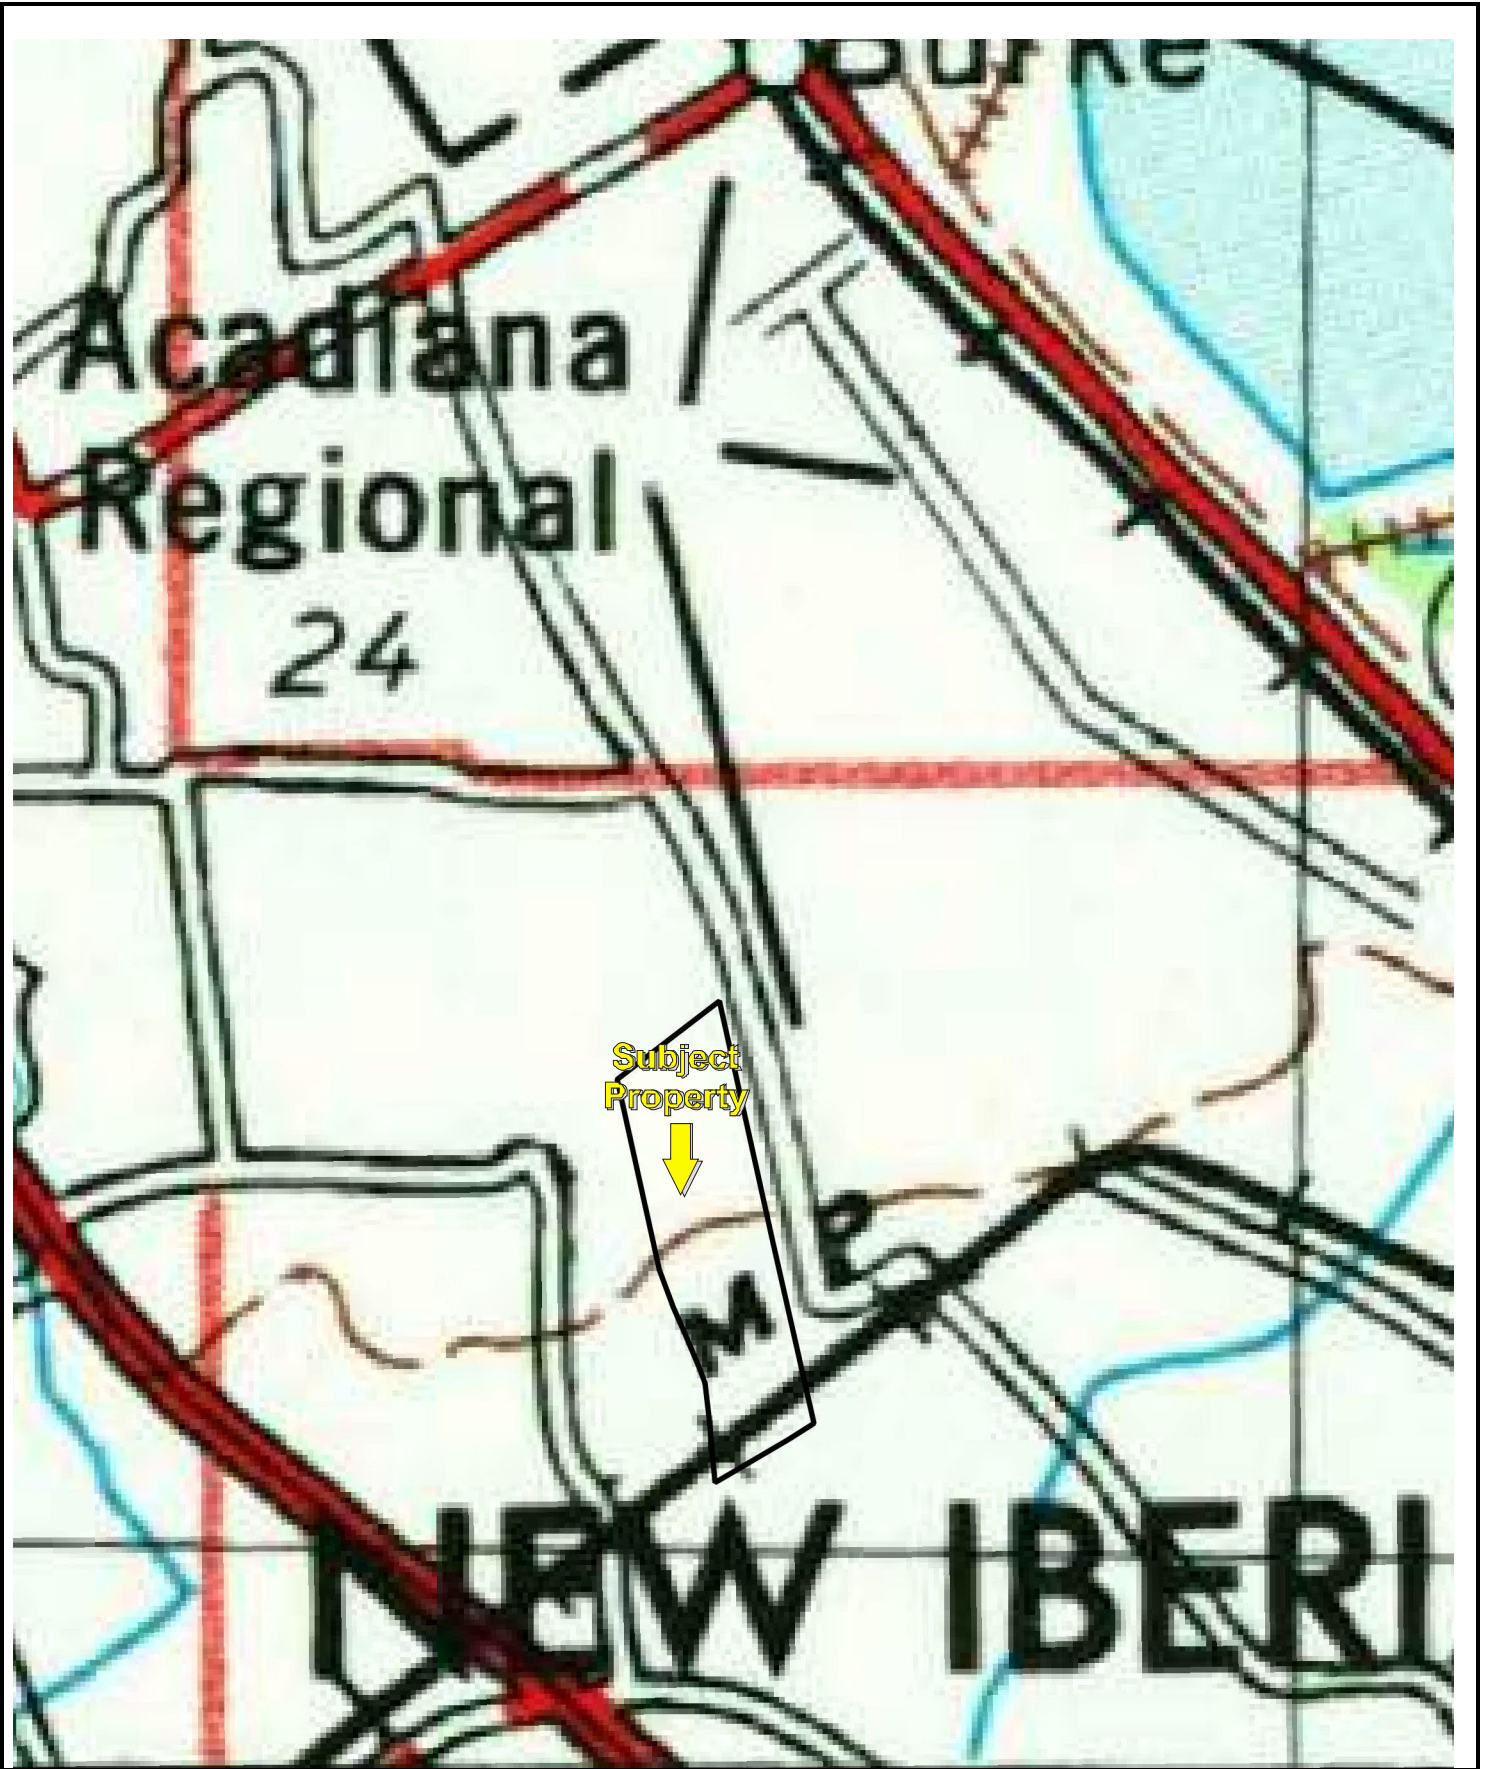 Burke
Acadiana
Regional
24
Subject
Property
P
M
NEW IBERI